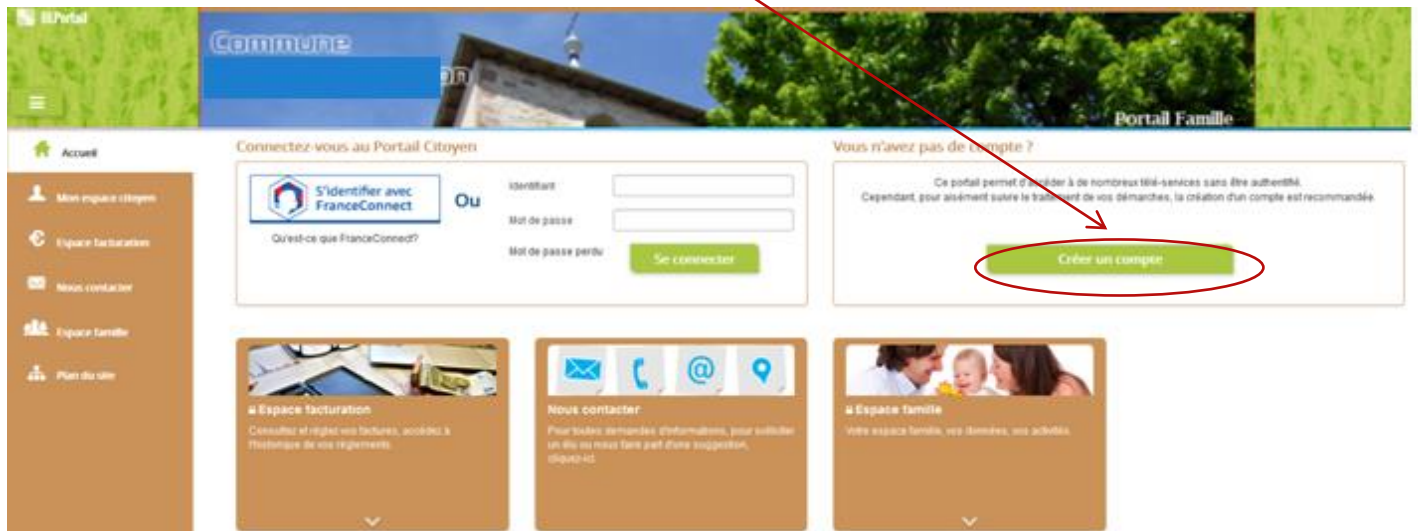 BLPortail
Commune
on
Portail Famille
Accueil
Mon espace citoyen
Espace facturation
Nous contacter
Espace famille
Plan du site
Connectez-vous au Portail Citoyen
S'identifier avec
FranceConnect
Qu'est-ce que FranceConnect?
Ou
Identifiant
Mot de passe
Mot de passe perdu
Se connecter
Vous n'avez pas de compte ?
Ce portail permet d'accéder à de nombreux télé-services sans être authentifié.
Cependant, pour aisément suivre le traitement de vos démarches, la création d'un compte est recommandée.
Créer un compte
Espace facturation
Consultez et réglez vos factures, accédez à
l'historique de vos règlements.
Nous contacter
Pour toutes demandes d'informations, pour solliciter
un élu ou nous faire part d'une suggestion,
cliquez-ici.
Espace famille
Votre espace famille, vos données, vos activités.